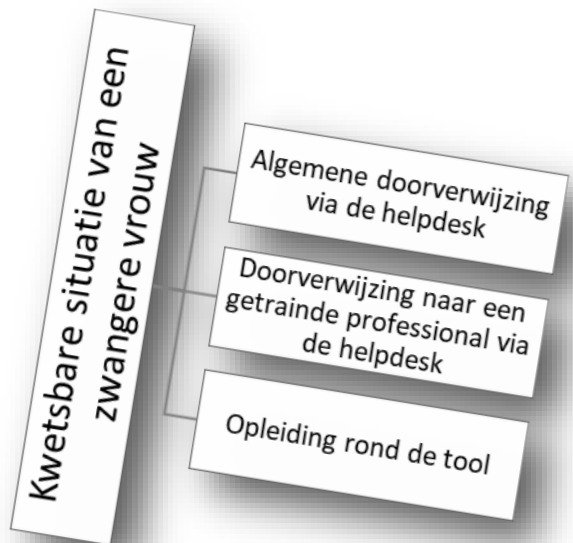 Kwetsbare situatie van een
zwangere vrouw
Algemene doorverwijzing
via de helpdesk
Doorverwijzing naar een
getrainde professional via
de helpdesk
Opleiding rond de tool